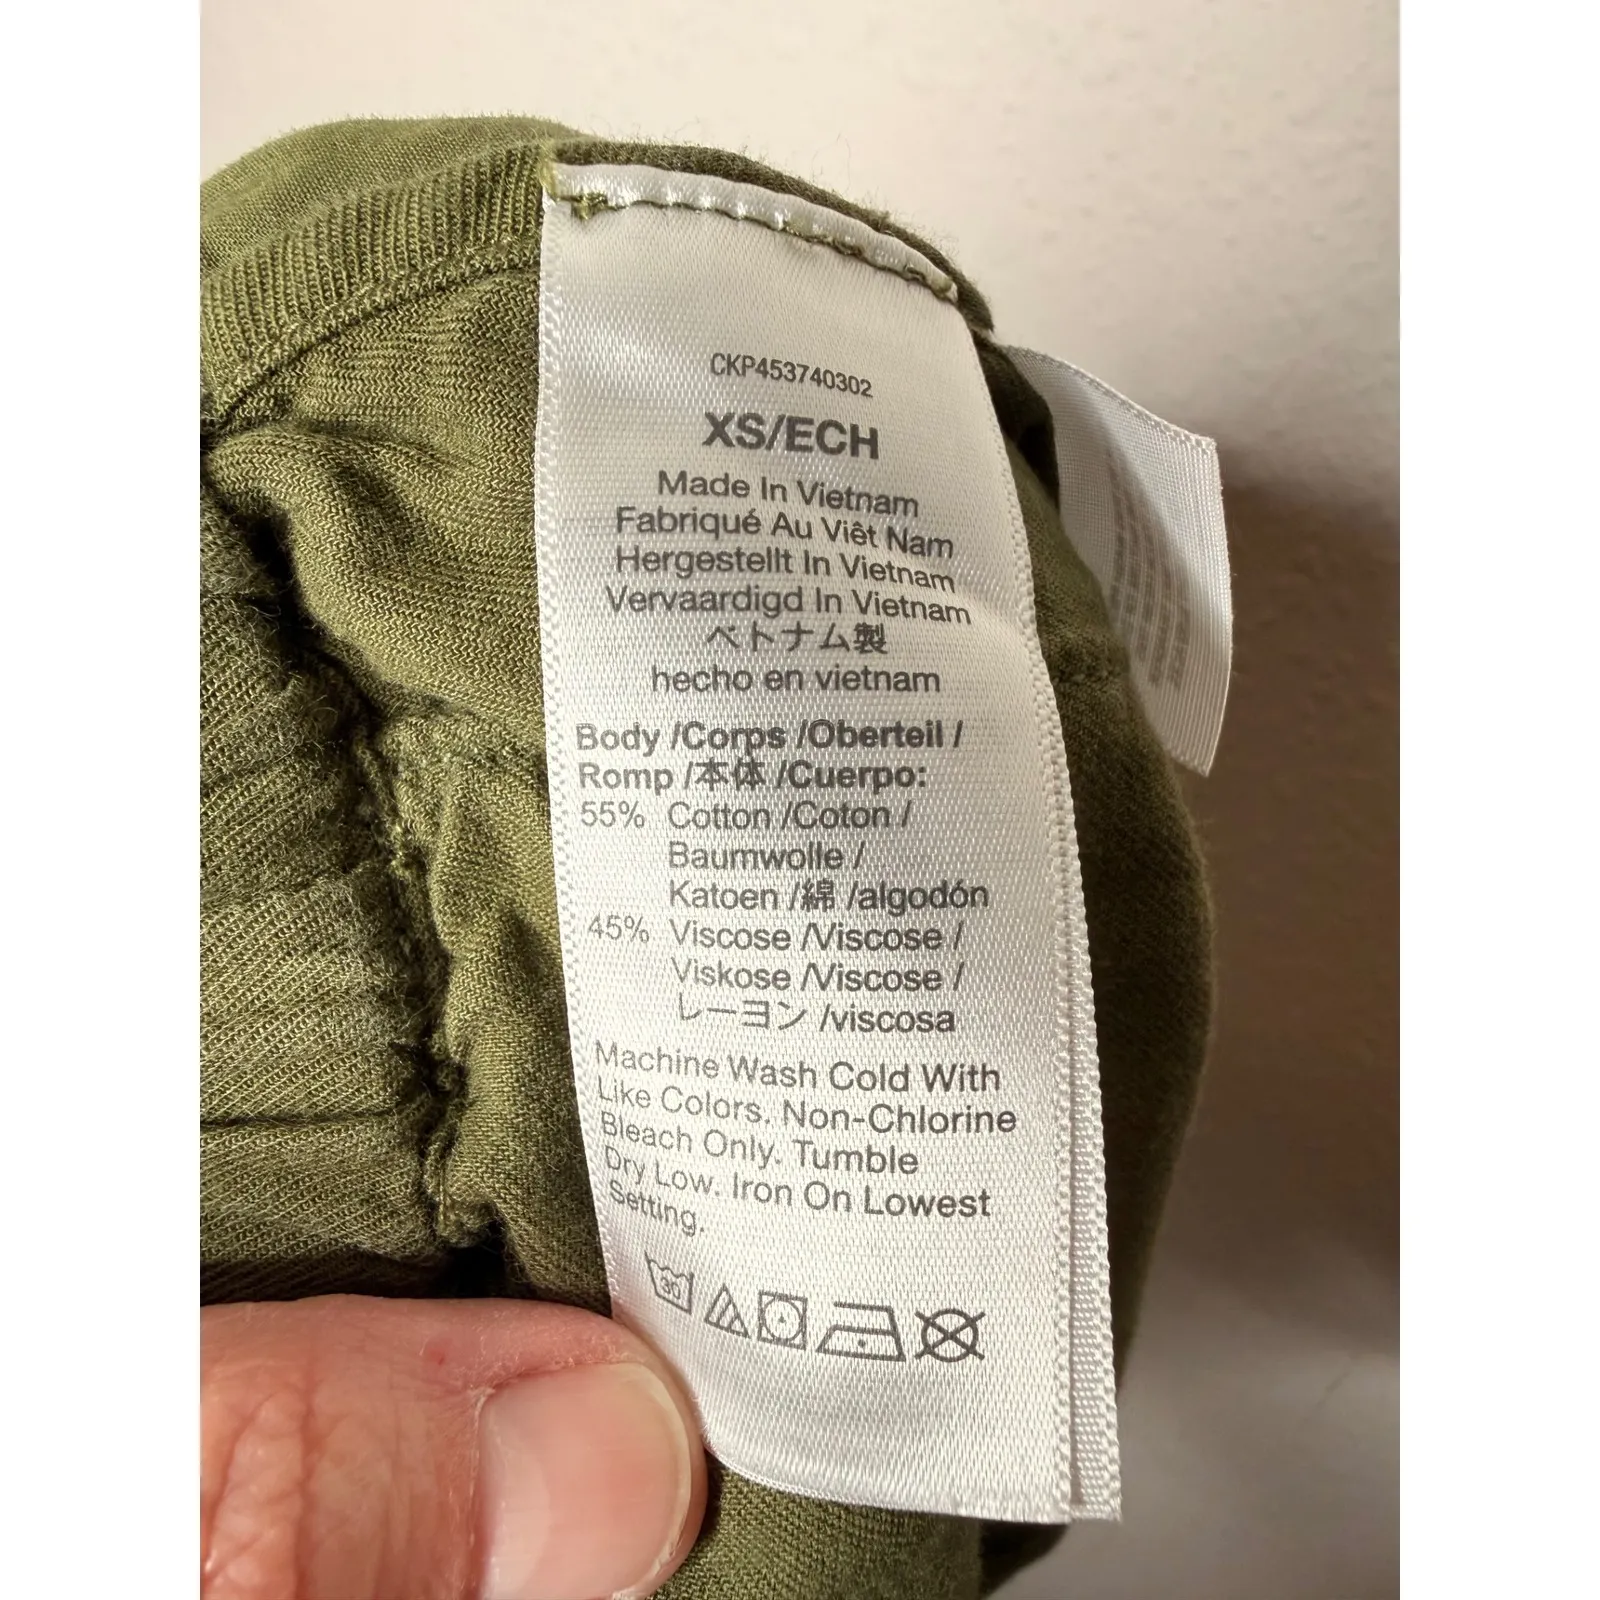 CKP453740302
XS/ECH
Made In Vietnam
Fabriqué Au Viêt Nam
Hergestellt In Vietnam
Vervaardigd In Vietnam
ベトナム製
hecho en vietnam
Body /Corps /Oberteil /
Romp /本体 /Cuerpo:
55% Cotton /Coton /
Baumwolle /
Katoen /綿 /algodón
45% Viscose /Viscose /
Viskose /Viscose /
レーヨン /viscosa
Machine Wash Cold With
Like Colors. Non-Chlorine
Bleach Only. Tumble
Dry Low. Iron On Lowest
Setting.
30